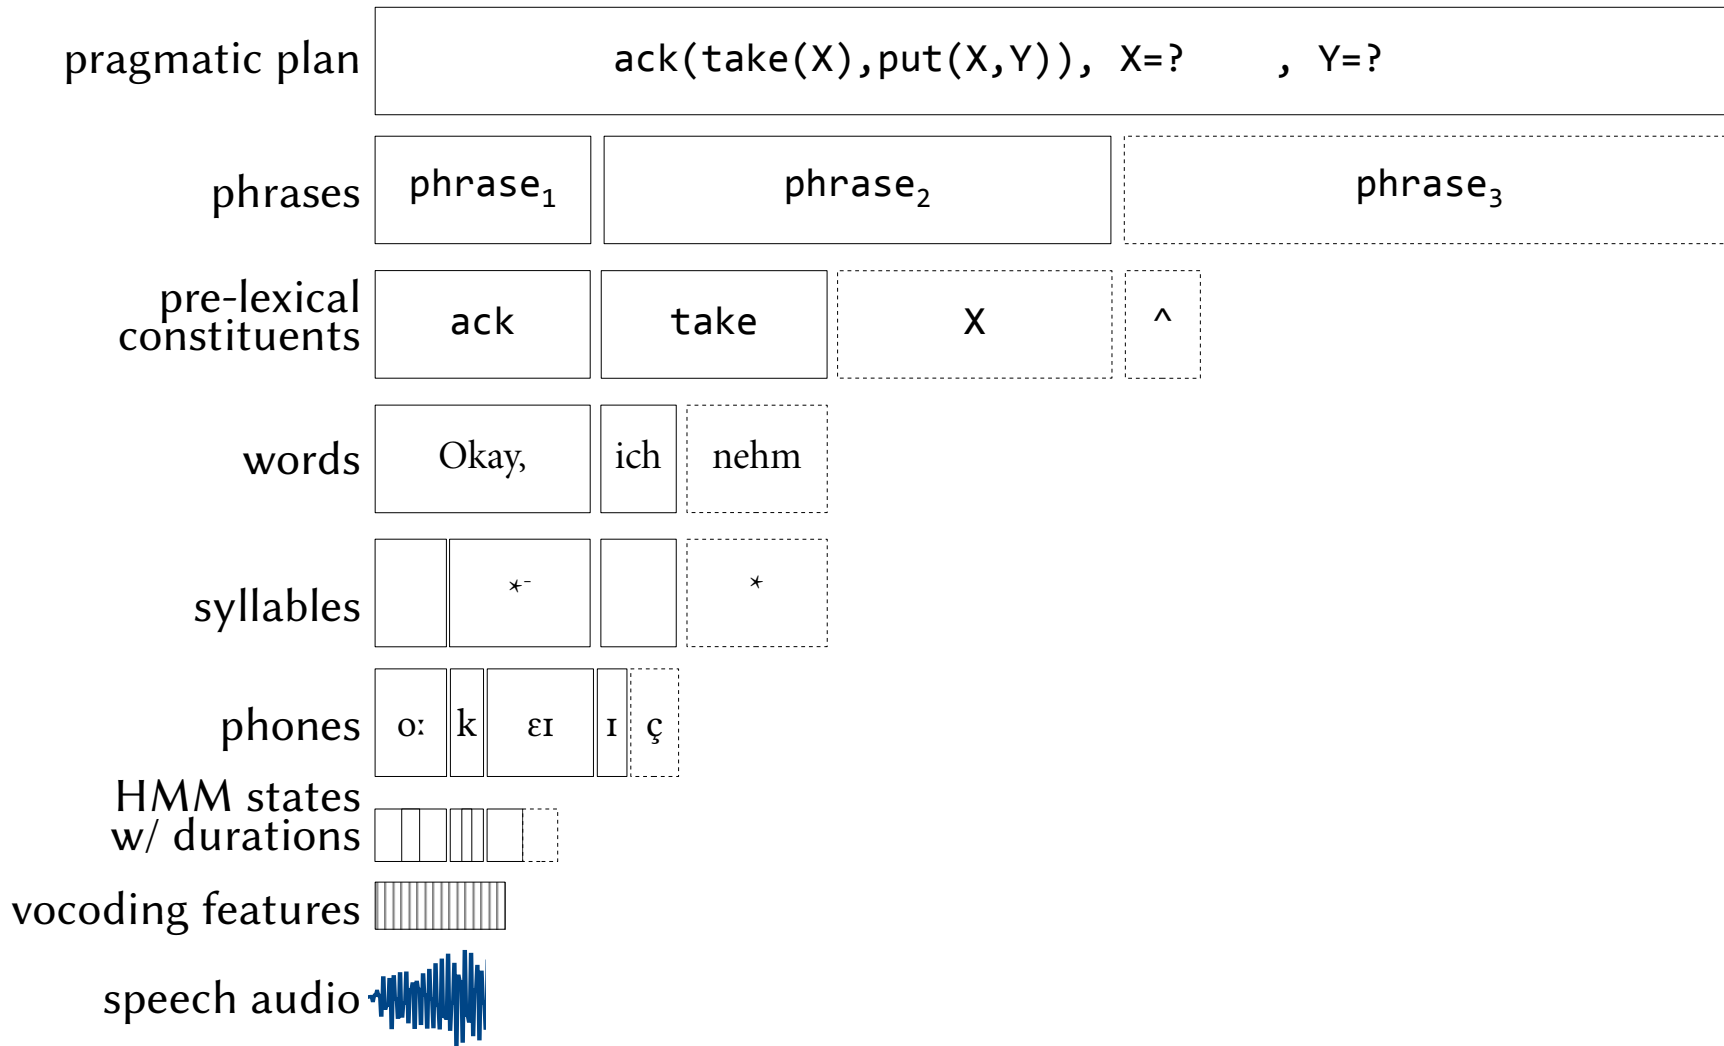 pragmatic plan ack(take(X),put(X,Y)), X=? , Y=?
phrases phrase₁ phrase₂ phrase₃
pre-lexical
constituents ack take X ^
words Okay, ich nehm
syllables *⁻ *
phones oː k ɛɪ ɪ ç
HMM states
w/ durations
vocoding features
speech audio